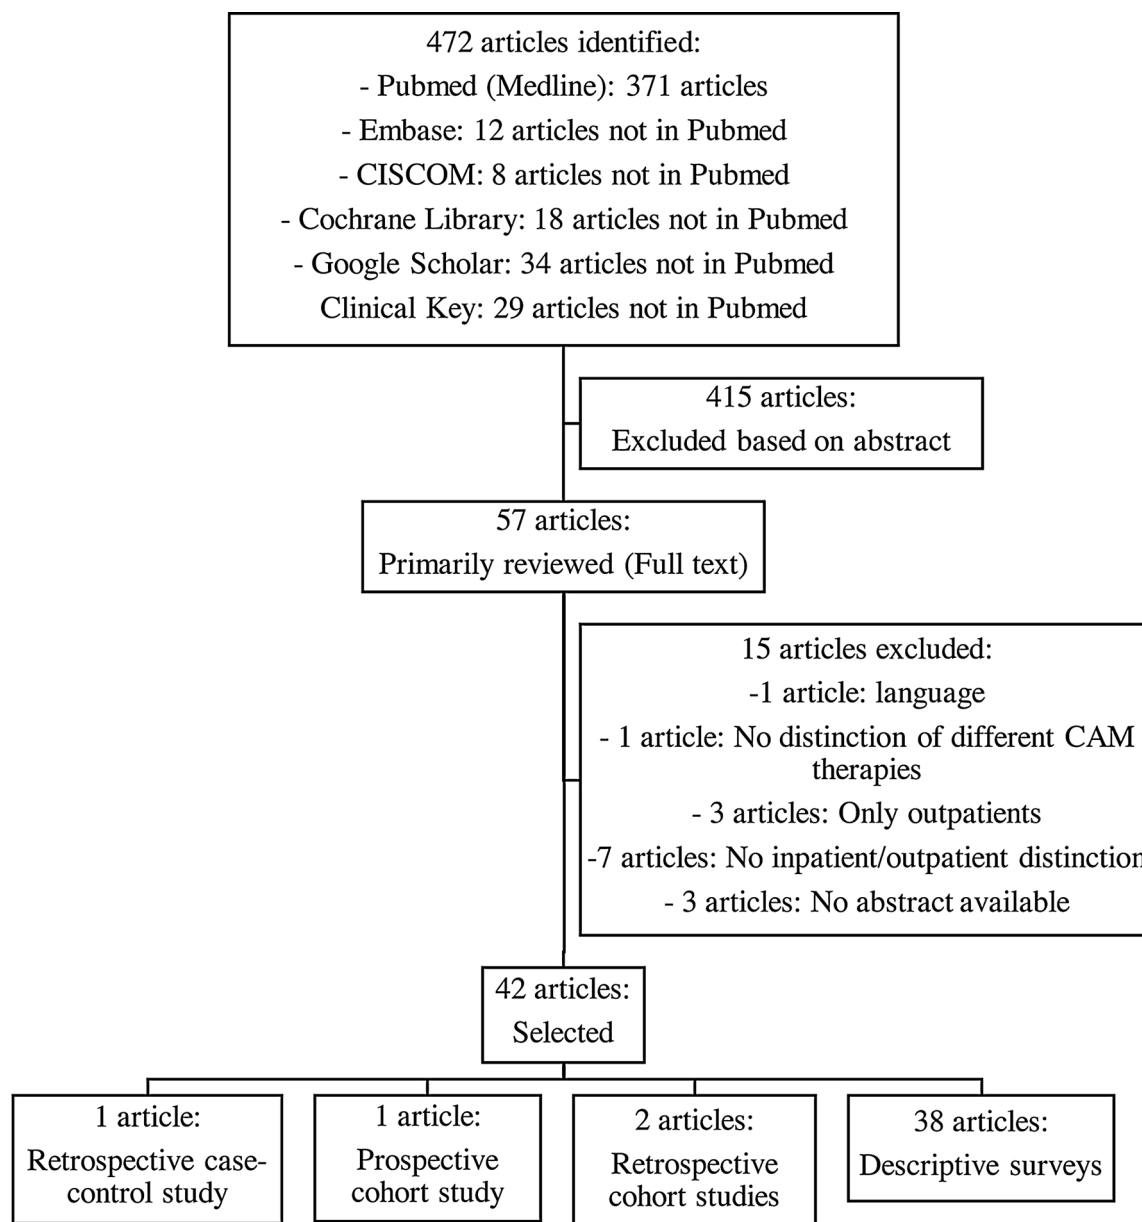 472 articles identified:
- Pubmed (Medline): 371 articles
- Embase: 12 articles not in Pubmed
- CISCOM: 8 articles not in Pubmed
- Cochrane Library: 18 articles not in Pubmed
- Google Scholar: 34 articles not in Pubmed
Clinical Key: 29 articles not in Pubmed
415 articles:
Excluded based on abstract
57 articles:
Primarily reviewed (Full text)
15 articles excluded:
-1 article: language
- 1 article: No distinction of different CAM
therapies
- 3 articles: Only outpatients
-7 articles: No inpatient/outpatient distinction
- 3 articles: No abstract available
42 articles:
Selected
1 article:
Retrospective case-
control study
1 article:
Prospective
cohort study
2 articles:
Retrospective
cohort studies
38 articles:
Descriptive surveys